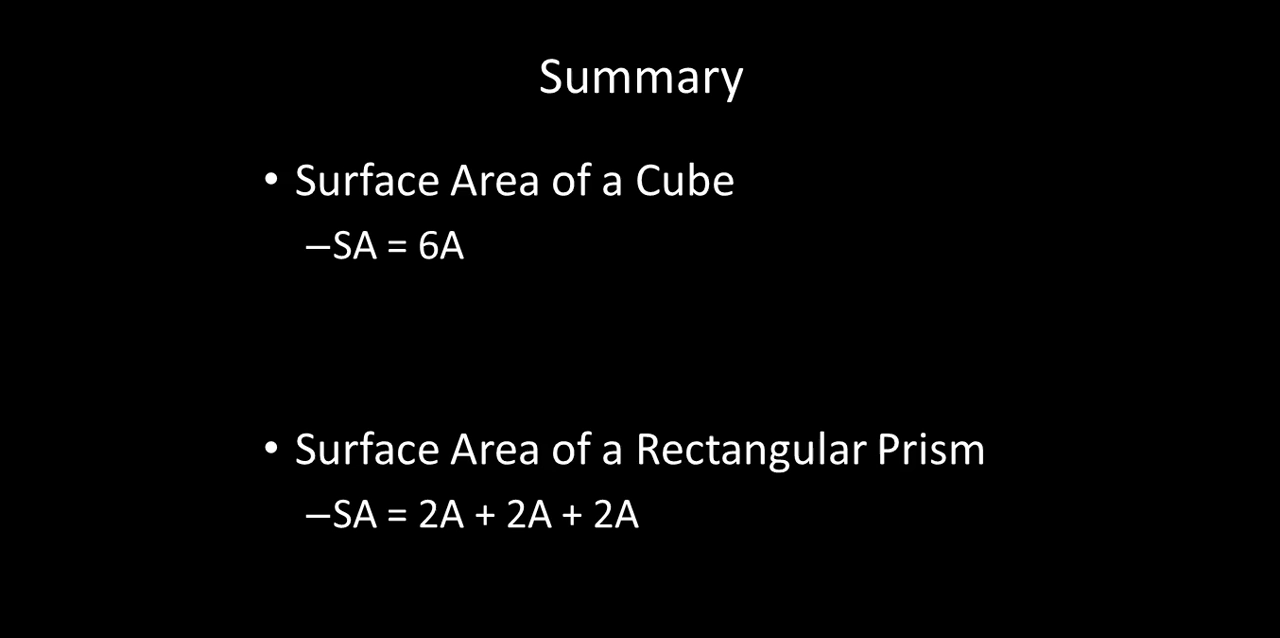 Summary
• Surface Area of a Cube
–SA = 6A
• Surface Area of a Rectangular Prism
–SA = 2A + 2A + 2A